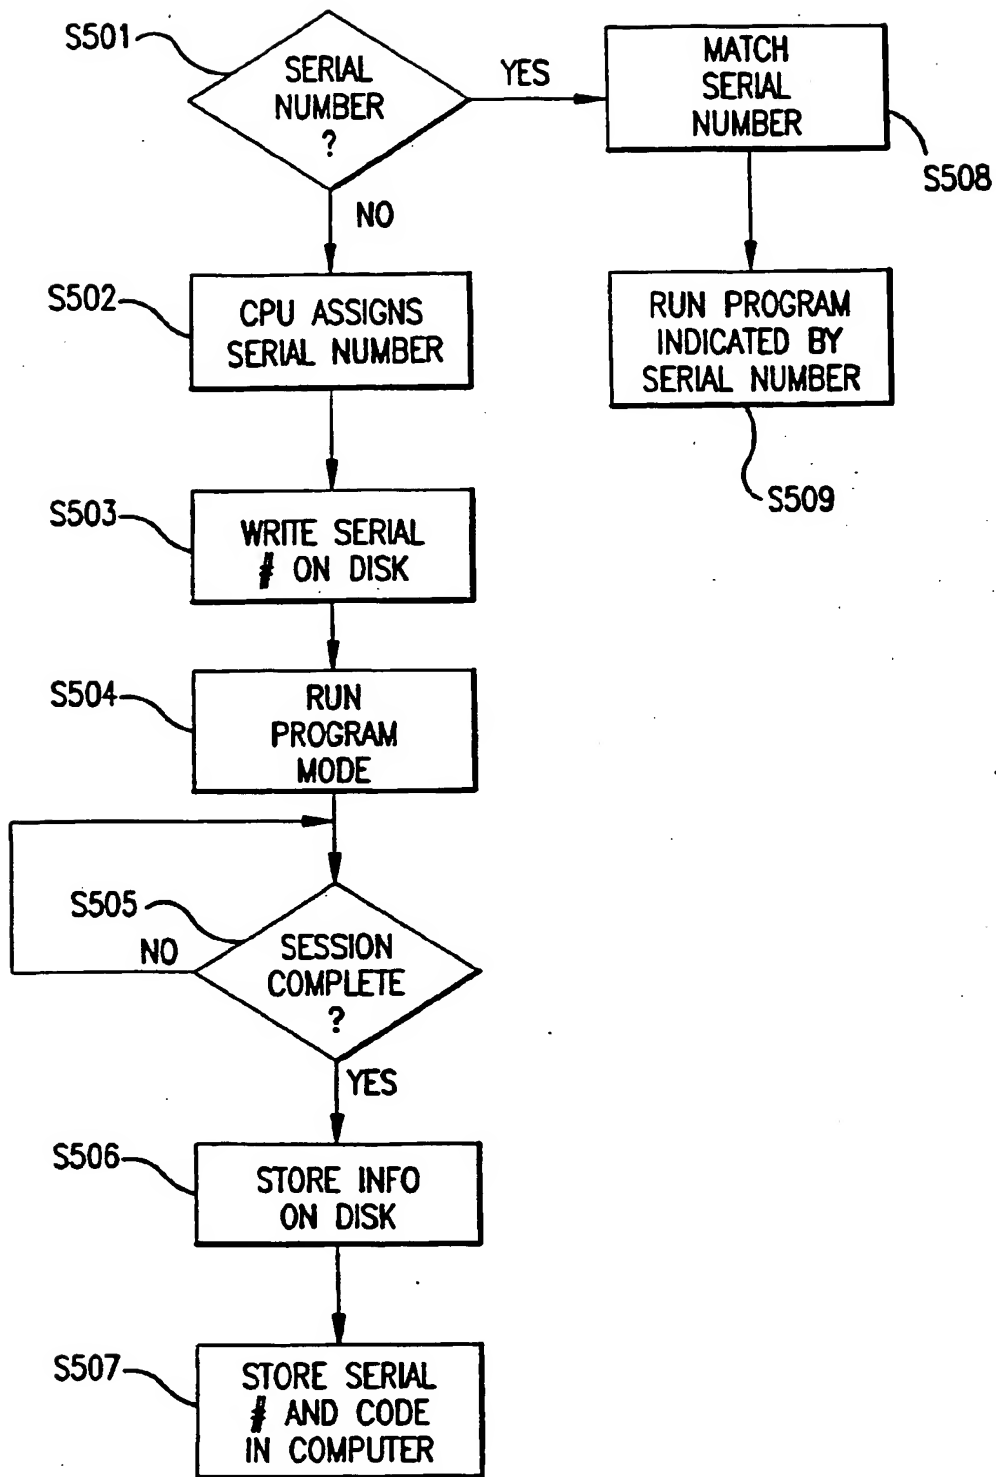 S501
SERIAL
NUMBER
?
YES
MATCH
SERIAL
NUMBER
S508
NO
S502
CPU ASSIGNS
SERIAL NUMBER
RUN PROGRAM
INDICATED BY
SERIAL NUMBER
S509
S503
WRITE SERIAL
# ON DISK
S504
RUN
PROGRAM
MODE
S505
NO
SESSION
COMPLETE
?
YES
S506
STORE INFO
ON DISK
S507
STORE SERIAL
# AND CODE
IN COMPUTER